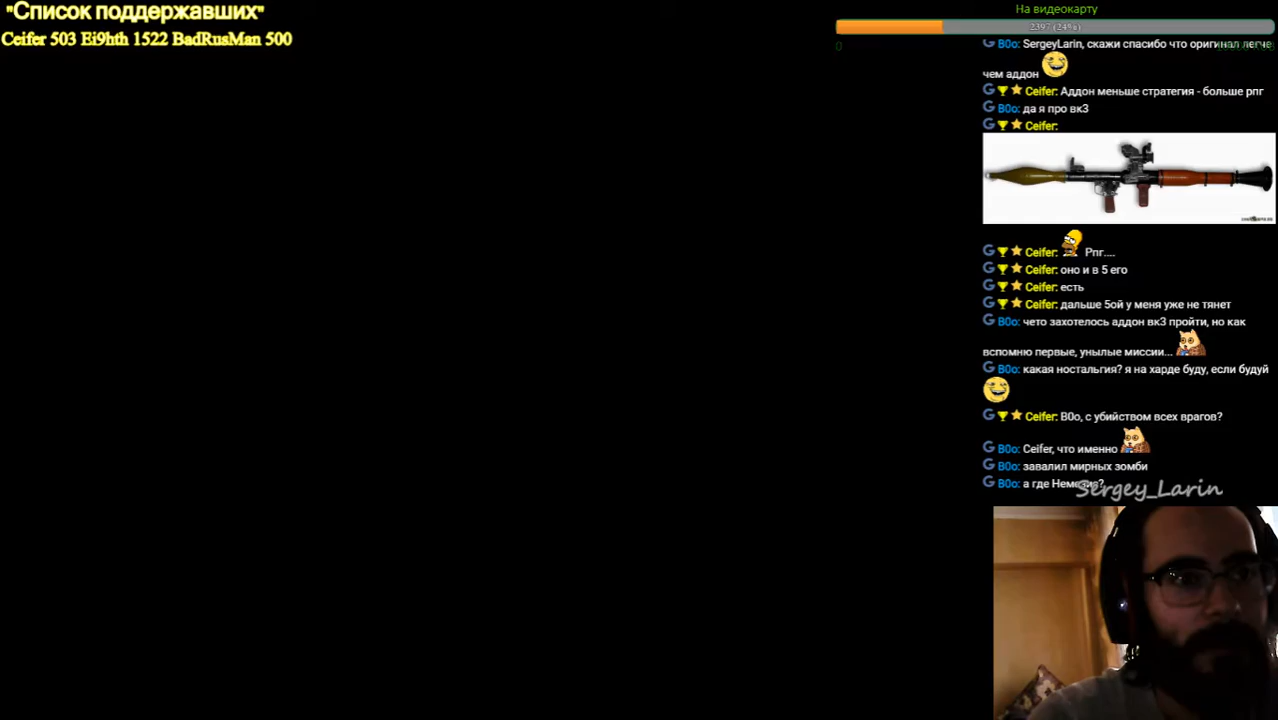 "Список поддержавших"
Ceifer 503 Ei9hth 1522 BadRusMan 500
На видеокарту
2397 (24%)
0
B0o: SergeyLarin, скажи спасибо что оригинал легче
чем аддон
Ceifer: Аддон меньше стратегия - больше рпг
B0o: да я про вк3
Ceifer:
Ceifer: Рпг....
Ceifer: оно и в 5 его
Ceifer: есть
Ceifer: дальше 5ой у меня уже не тянет
B0o: чето захотелось аддон вк3 пройти, но как
вспомню первые, унылые миссии...
B0o: какая ностальгия? я на харде буду, если будуй
Ceifer: B0o, с убийством всех врагов?
B0o: Ceifer, что именно
B0o: завалил мирных зомби
B0o: а где Немезис?
Sergey_Larin